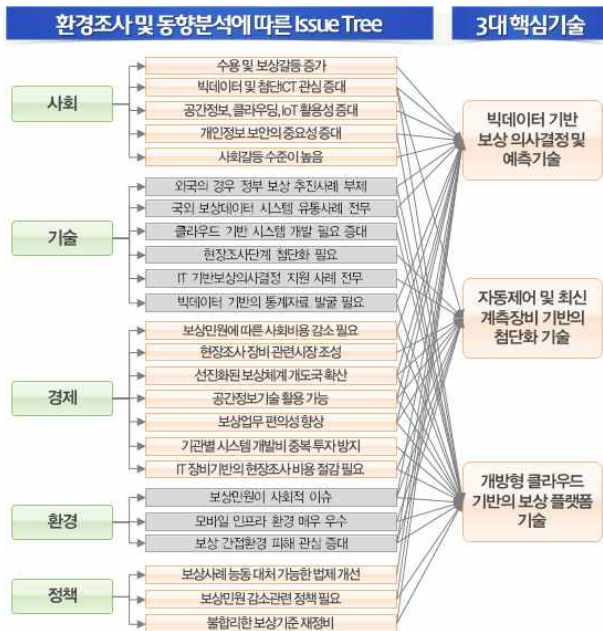 환경조사 및 동향분석에 따른 Issue Tree
3대 핵심기술
사회
수용 및 보상갈등 증가
빅데이터 및 첨단ICT 관심 증대
공간정보, 클라우딩, IoT 활용성 증대
개인정보 보안의 중요성 증대
사회갈등 수준이 높음
기술
외국의 경우 정부 보상 추진사례 부재
국외 보상데이터 시스템 유통사례 전무
클라우드 기반 시스템 개발 필요 증대
현장조사단계 첨단화 필요
IT 기반보상의사결정 지원 사례 전무
빅데이터 기반의 통계자료 발굴 필요
경제
보상민원에 따른 사회비용 감소 필요
현장조사 장비 관련시장 조성
선진화된 보상체계 개도국 확산
공간정보기술 활용 가능
보상업무 편의성 향상
기관별 시스템 개발비 중복 투자 방지
IT 장비기반의 현장조사 비용 절감 필요
환경
보상민원이 사회적 이슈
모바일 인프라 환경 매우 우수
보상 간접환경 피해 관심 증대
정책
보상사례 능동 대처 가능한 법제 개선
보상민원 감소관련 정책 필요
불합리한 보상기준 재정비
빅데이터 기반
보상 의사결정 및
예측기술
자동제어 및 최신
계측장비 기반의
첨단화 기술
개방형 클라우드
기반의 보상 플랫폼
기술